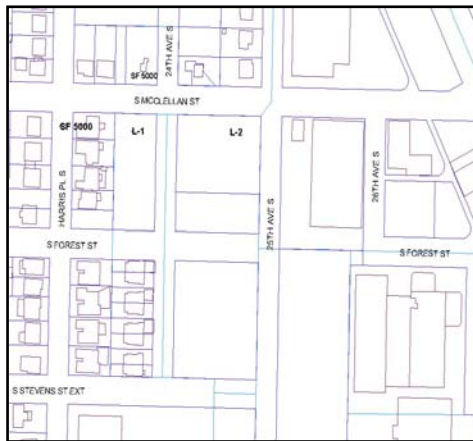 24TH AVE S
SF 5000
S MCCLELLAN ST
SF 5000
L-1
L-2
HARRIS PL S
25TH AVE S
26TH AVE S
S FOREST ST
S FOREST ST
S STEVENS ST EXT